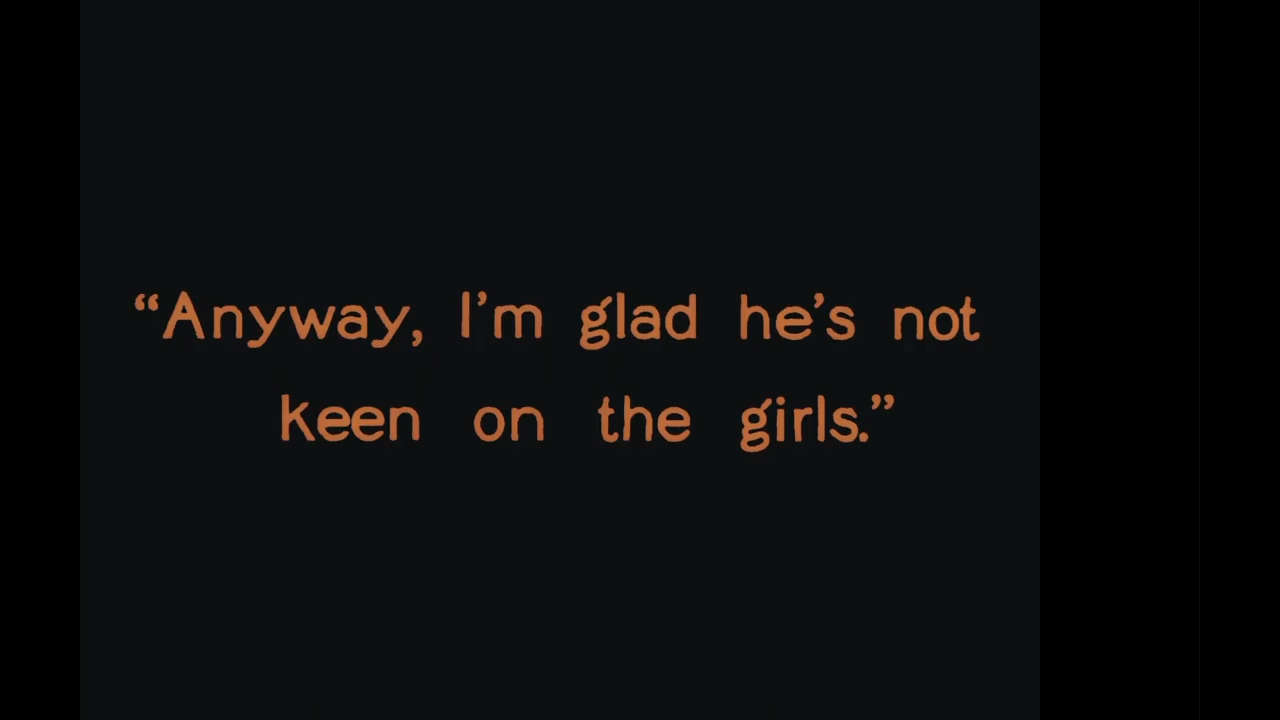 “Anyway, I’m glad he’s not
keen on the girls.”